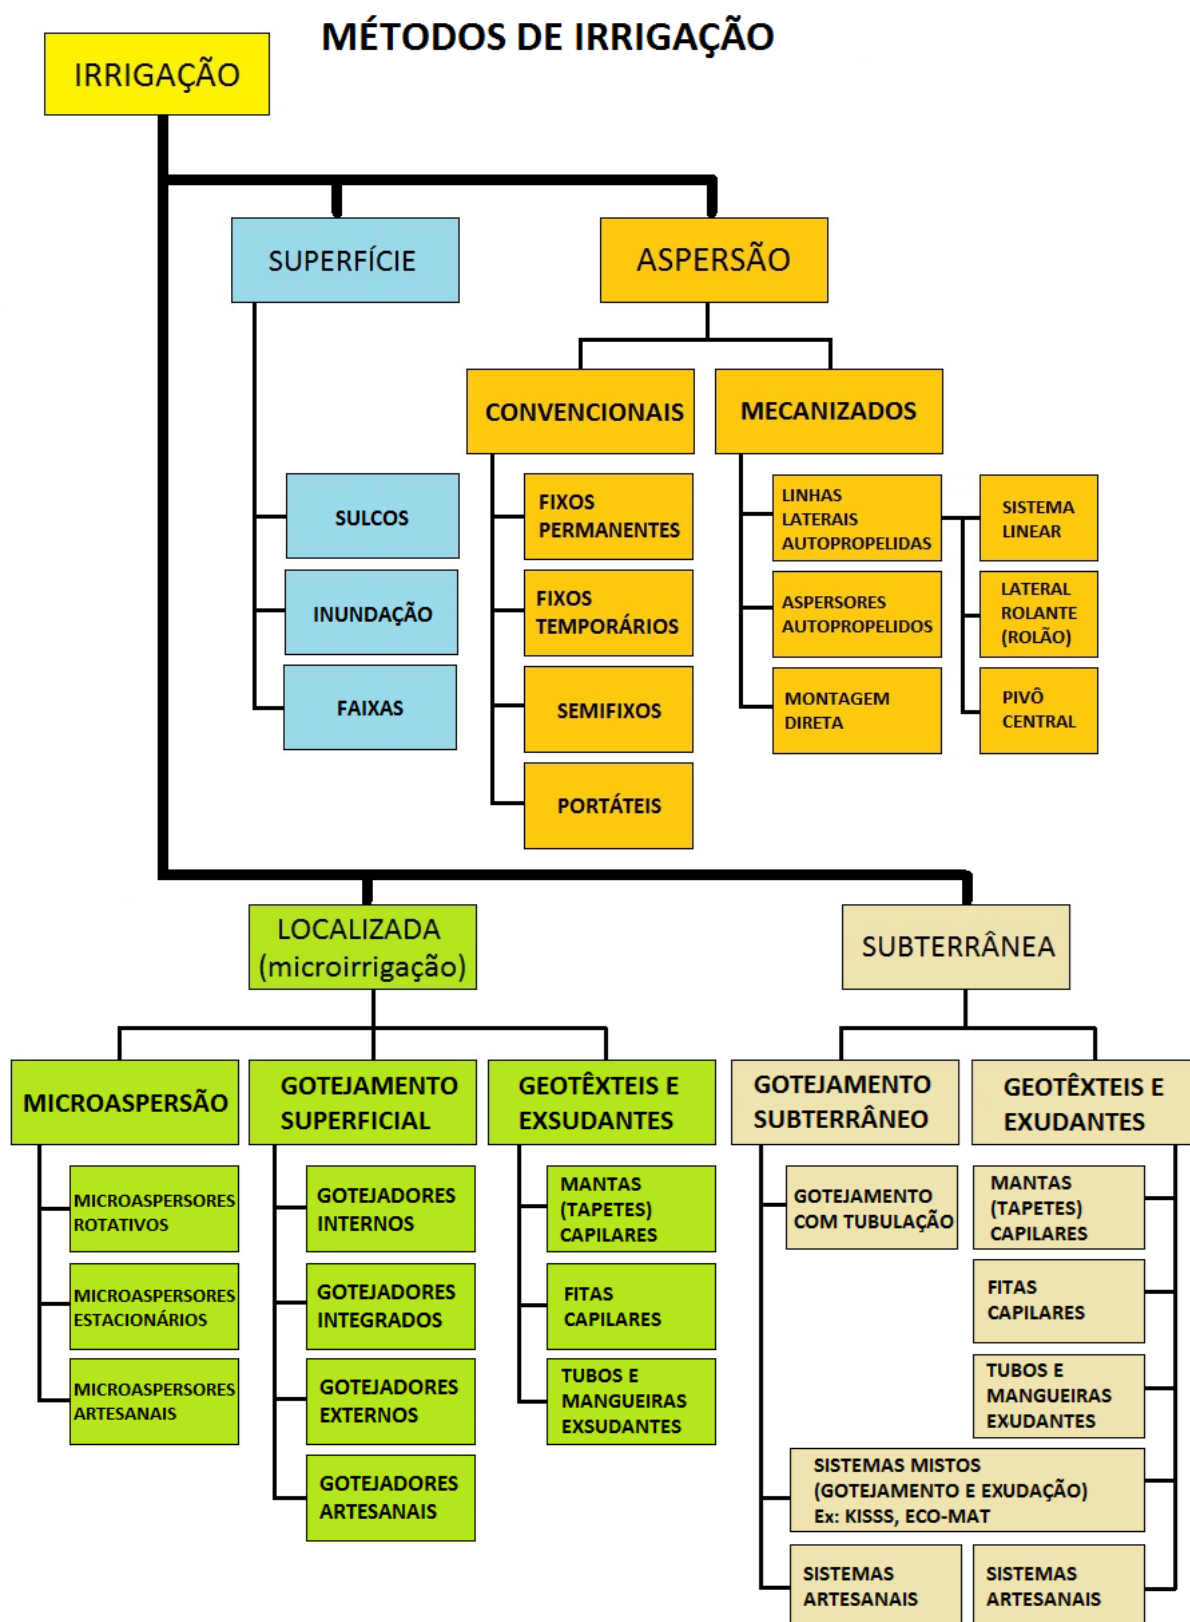 MÉTODOS DE IRRIGAÇÃO
IRRIGAÇÃO
SUPERFÍCIE
ASPERSÃO
CONVENCIONAIS
MECANIZADOS
SULCOS
INUNDAÇÃO
FAIXAS
FIXOS
PERMANENTES
FIXOS
TEMPORÁRIOS
SEMIFIXOS
PORTÁTEIS
LINHAS
LATERAIS
AUTOPROPELIDAS
ASPERSORES
AUTOPROPELIDOS
MONTAGEM
DIRETA
SISTEMA
LINEAR
LATERAL
ROLANTE
(ROLÃO)
PIVÔ
CENTRAL
LOCALIZADA
(microirrigação)
SUBTERRÂNEA
MICROASPERSÃO
GOTEJAMENTO
SUPERFICIAL
GEOTÊXTEIS E
EXSUDANTES
GOTEJAMENTO
SUBTERRÂNEO
GEOTÊXTEIS E
EXUDANTES
MICROASPERSORES
ROTATIVOS
MICROASPERSORES
ESTACIONÁRIOS
MICROASPERSORES
ARTESANAIS
GOTEJADORES
INTERNOS
GOTEJADORES
INTEGRADOS
GOTEJADORES
EXTERNOS
GOTEJADORES
ARTESANAIS
MANTAS
(TAPETES)
CAPILARES
FITAS
CAPILARES
TUBOS E
MANGUEIRAS
EXSUDANTES
GOTEJAMENTO
COM TUBULAÇÃO
MANTAS
(TAPETES)
CAPILARES
FITAS
CAPILARES
TUBOS E
MANGUEIRAS
EXUDANTES
SISTEMAS MISTOS
(GOTEJAMENTO E EXUDAÇÃO)
Ex: KISSS, ECO-MAT
SISTEMAS
ARTESANAIS
SISTEMAS
ARTESANAIS